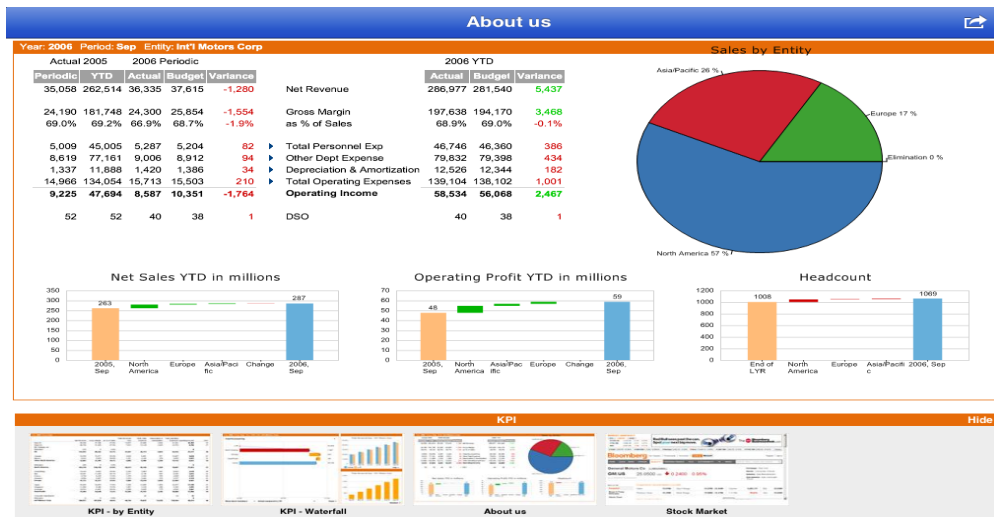 About us
Year: 2006 Period: Sep Entity: Int'l Motors Corp
Actual 2005 2006 Periodic 2006 YTD
Periodic YTD Actual Budget Variance Actual Budget Variance
35,058 262,514 36,335 37,615 -1,280 Net Revenue 286,977 281,540 5,437
24,190 181,748 24,300 25,854 -1,554 Gross Margin 197,638 194,170 3,468
69.0% 69.2% 66.9% 68.7% -1.9% as % of Sales 68.9% 69.0% -0.1%
5,009 45,005 5,287 5,204 82 Total Personnel Exp 46,746 46,360 386
8,619 77,161 9,006 8,912 94 Other Dept Expense 79,832 79,398 434
1,337 11,888 1,420 1,386 34 Depreciation & Amortization 12,526 12,344 182
14,966 134,054 15,713 15,503 210 Total Operating Expenses 139,104 138,102 1,001
9,225 47,694 8,587 10,351 -1,764 Operating Income 58,534 56,068 2,467
52 52 40 38 1 DSO 40 38 1
Sales by Entity
Asia/Pacific 26 %
Europe 17 %
Elimination 0 %
North America 57 %
Net Sales YTD in millions
350
300
250
200
150
100
50
0
263
287
2005, Sep
North America
Europe
Asia/Pacific
Change
2006, Sep
Operating Profit YTD in millions
70
60
50
40
30
20
10
0
48
59
2005, Sep
North America
Europe
Asia/Pacific
Change
2006, Sep
Headcount
1200
1000
800
600
400
200
0
1008
1069
End of LYR
North America
Europe
Asia/Pacific
2006, Sep
KPI
Hide
Bloomberg
KPI - by Entity
KPI - Waterfall
About us
Stock Market